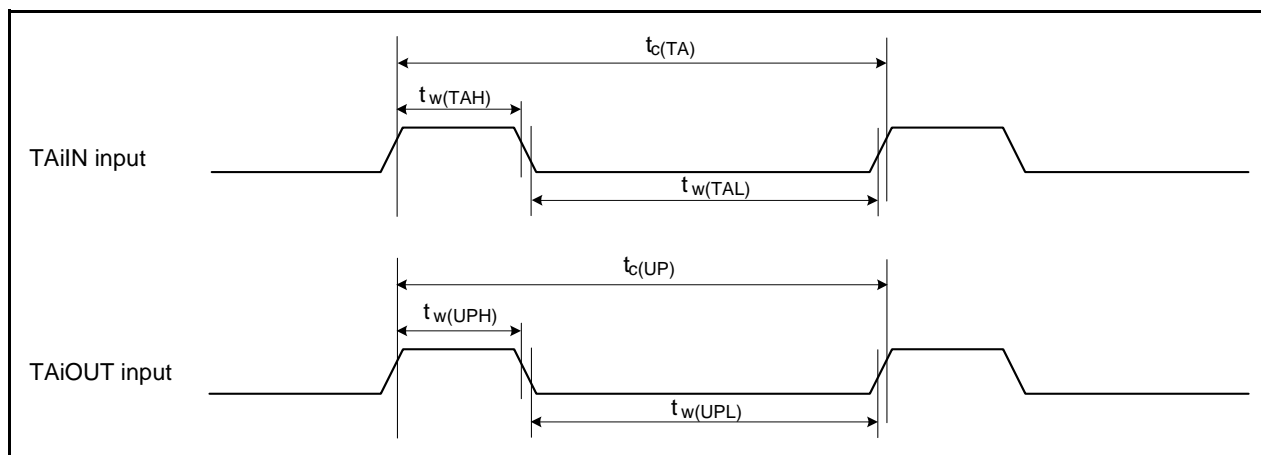 tc(TA)
tw(TAH)
TAiIN input
tw(TAL)
tc(UP)
tw(UPH)
TAiOUT input
tw(UPL)